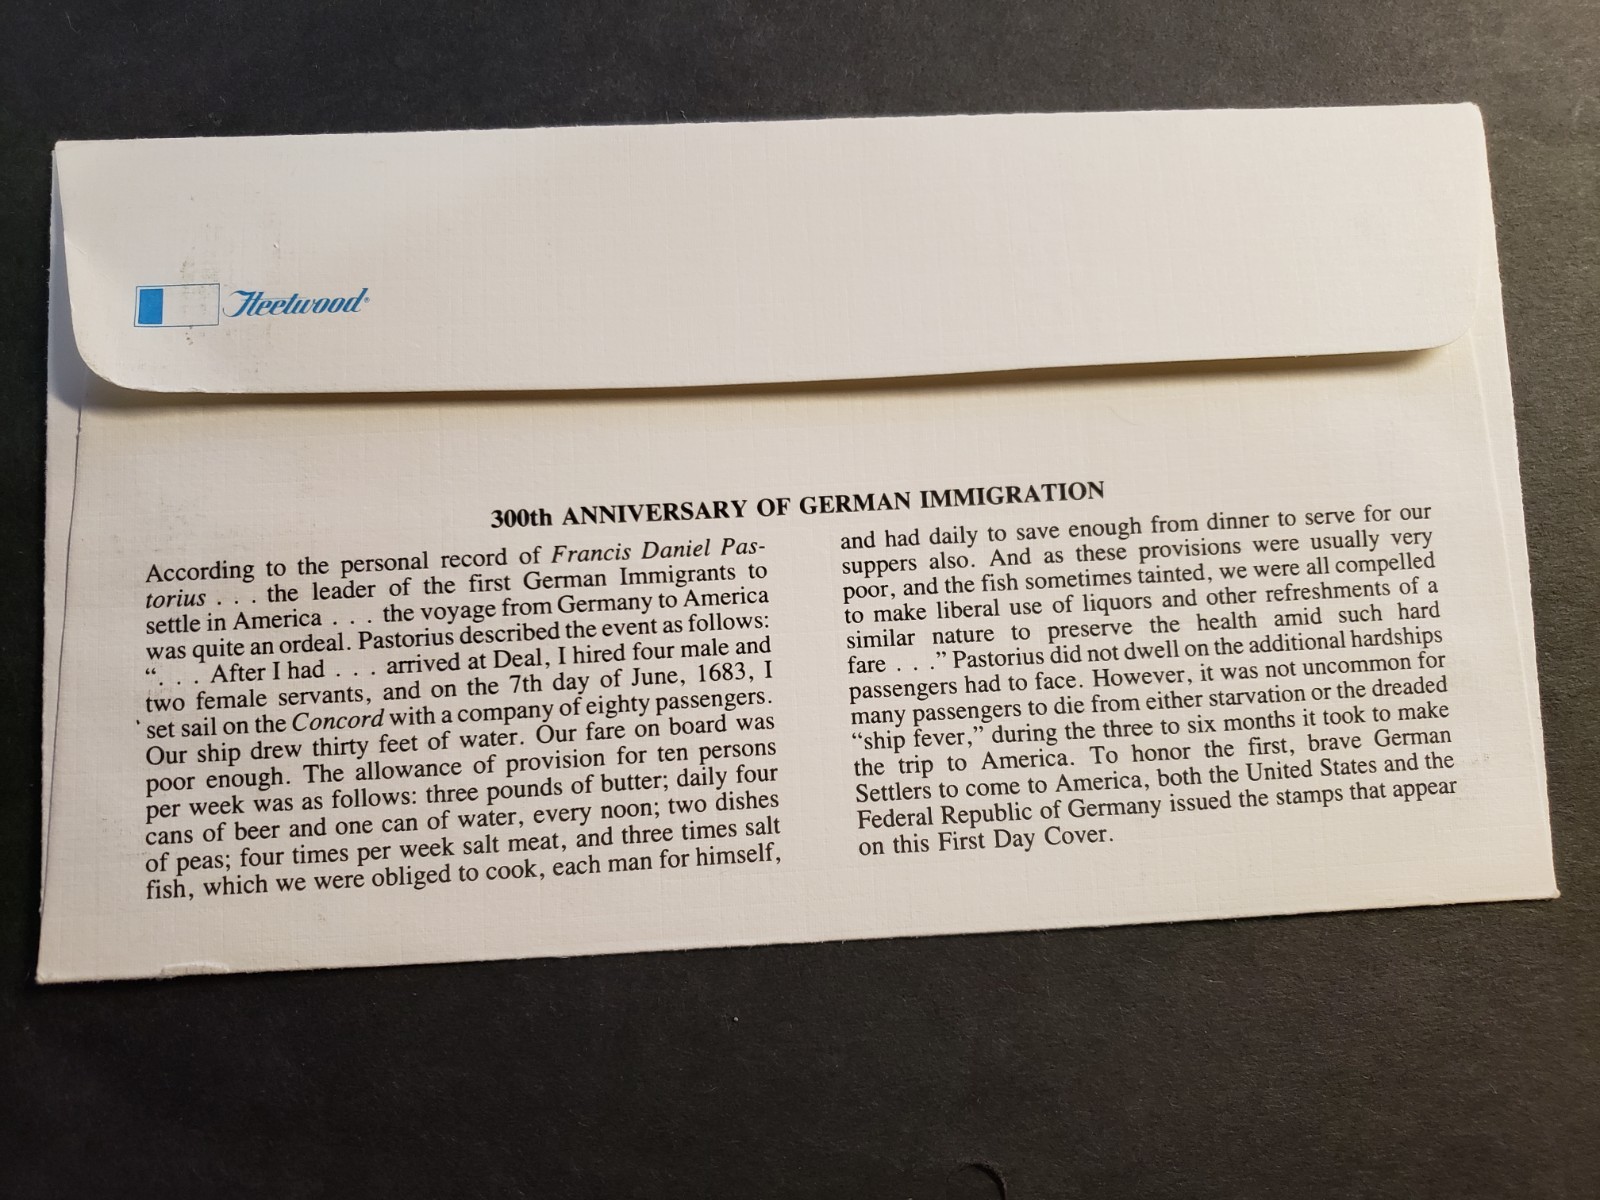 Fleetwood®
300th ANNIVERSARY OF GERMAN IMMIGRATION
According to the personal record of Francis Daniel Pas-
torius . . . the leader of the first German Immigrants to
settle in America . . . the voyage from Germany to America
was quite an ordeal. Pastorius described the event as follows:
“. . . After I had . . . arrived at Deal, I hired four male and
two female servants, and on the 7th day of June, 1683, I
set sail on the Concord with a company of eighty passengers.
Our ship drew thirty feet of water. Our fare on board was
poor enough. The allowance of provision for ten persons
per week was as follows: three pounds of butter; daily four
cans of beer and one can of water, every noon; two dishes
of peas; four times per week salt meat, and three times salt
fish, which we were obliged to cook, each man for himself,
and had daily to save enough from dinner to serve for our
suppers also. And as these provisions were usually very
poor, and the fish sometimes tainted, we were all compelled
to make liberal use of liquors and other refreshments of a
similar nature to preserve the health amid such hard
fare . . .” Pastorius did not dwell on the additional hardships
passengers had to face. However, it was not uncommon for
many passengers to die from either starvation or the dreaded
“ship fever,” during the three to six months it took to make
the trip to America. To honor the first, brave German
Settlers to come to America, both the United States and the
Federal Republic of Germany issued the stamps that appear
on this First Day Cover.